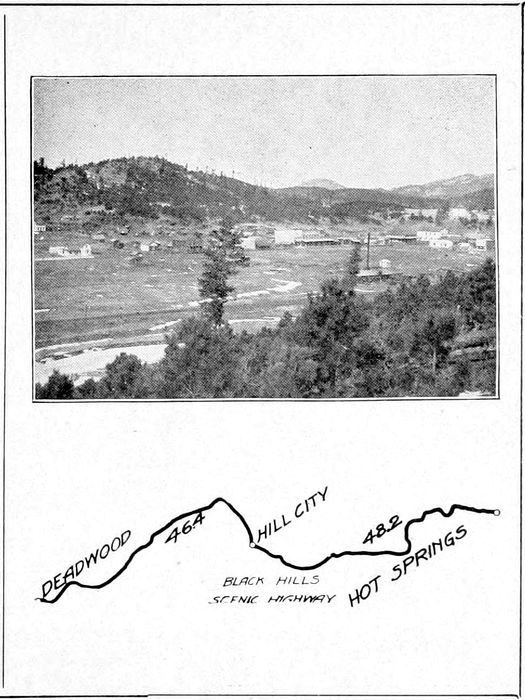 DEADWOOD
46.4
HILL CITY
48.2
HOT SPRINGS
BLACK HILLS
SCENIC HIGHWAY